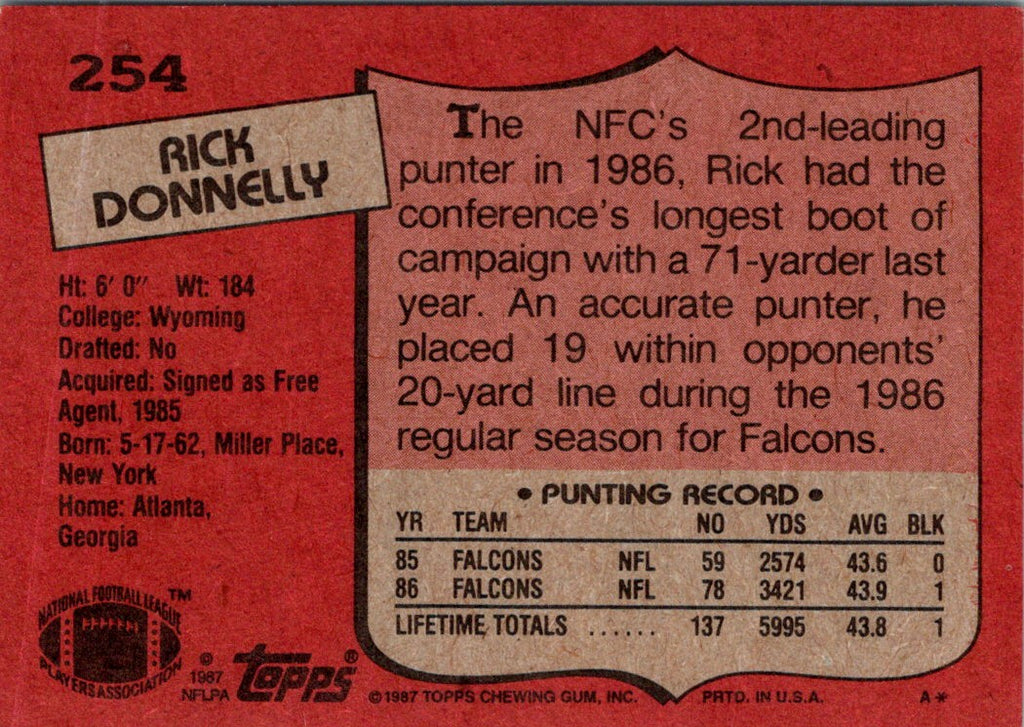 254
RICK
DONNELLY
Ht: 6' 0" Wt: 184
College: Wyoming
Drafted: No
Acquired: Signed as Free
Agent, 1985
Born: 5-17-62, Miller Place,
New York
Home: Atlanta,
Georgia
NATIONAL FOOTBALL LEAGUE ™
PLAYERS ASSOCIATION
© 1987
NFLPA
topps®
The NFC's 2nd-leading
punter in 1986, Rick had the
conference's longest boot of
campaign with a 71-yarder last
year. An accurate punter, he
placed 19 within opponents'
20-yard line during the 1986
regular season for Falcons.
• PUNTING RECORD •
YR TEAM NO YDS AVG BLK
85 FALCONS NFL 59 2574 43.6 0
86 FALCONS NFL 78 3421 43.9 1
LIFETIME TOTALS ...... 137 5995 43.8 1
©1987 TOPPS CHEWING GUM, INC. PRTD. IN U.S.A. A*